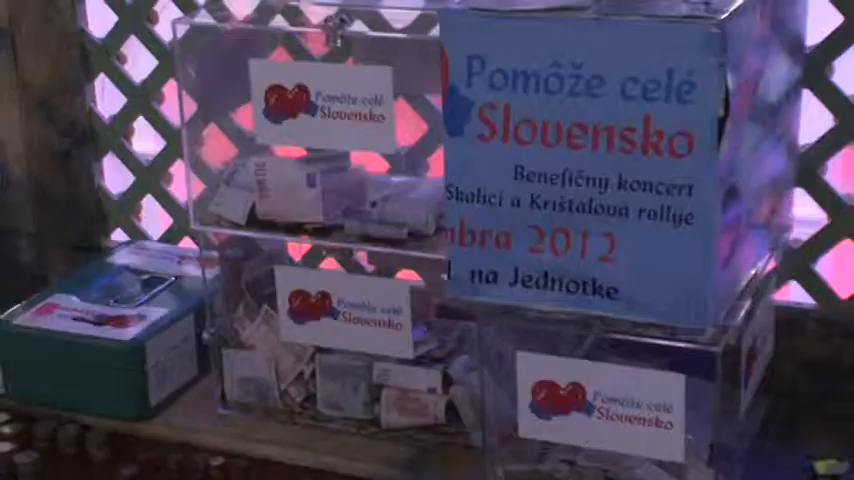 Pomôže celé
Slovensko
Pomôže celé
Slovensko
Benefičný koncert
Skalici a Krištáľová rallye
mbra 2012
na Jednotke
Pomôže celé
Slovensko
Pomôže celé
Slovensko